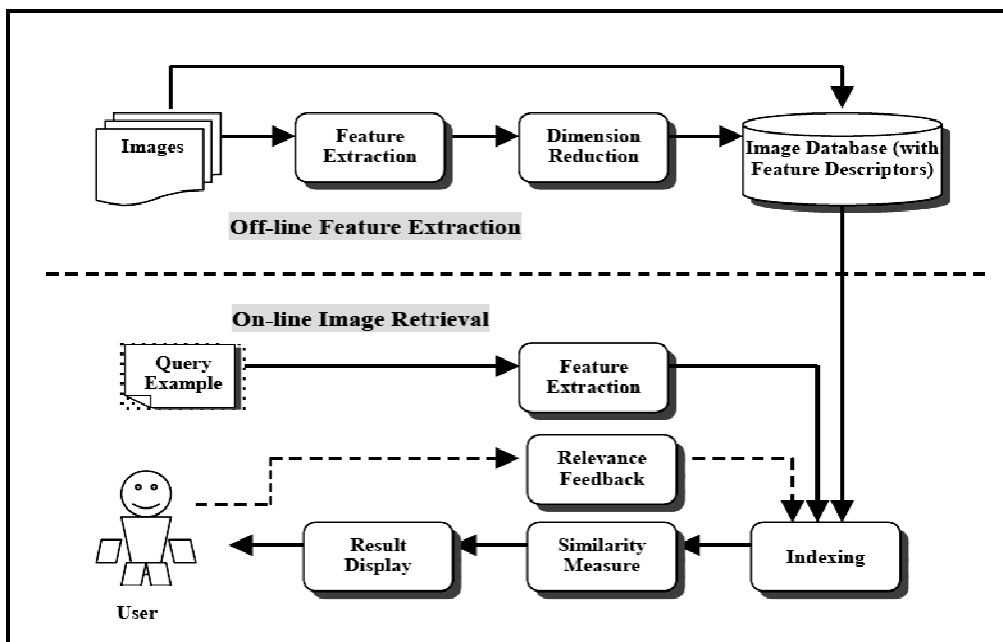 Images
Feature
Extraction
Dimension
Reduction
Image Database (with
Feature Descriptors)
Off-line Feature Extraction
On-line Image Retrieval
Query
Example
Feature
Extraction
Relevance
Feedback
Result
Display
Similarity
Measure
Indexing
User